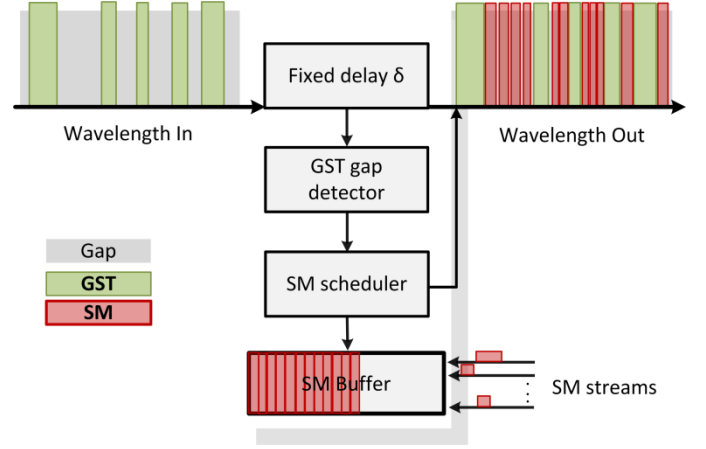 Fixed delay δ
Wavelength In
Wavelength Out
GST gap
detector
Gap
GST
SM
SM scheduler
SM Buffer
SM streams